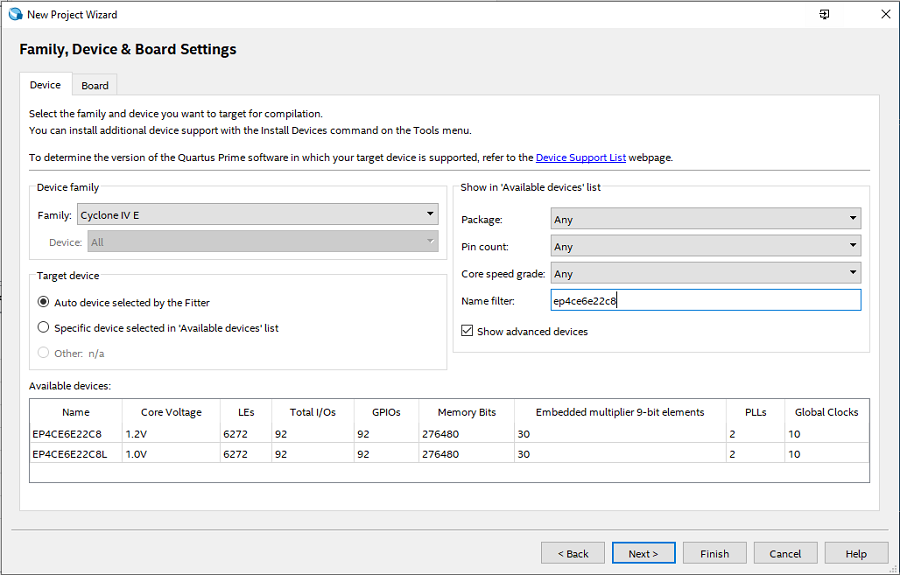 New Project Wizard
Family, Device & Board Settings
Device Board
Select the family and device you want to target for compilation.
You can install additional device support with the Install Devices command on the Tools menu.
To determine the version of the Quartus Prime software in which your target device is supported, refer to the Device Support List webpage.
Device family
Family: Cyclone IV E
Device: All
Target device
Auto device selected by the Fitter
Specific device selected in 'Available devices' list
Other: n/a
Show in 'Available devices' list
Package: Any
Pin count: Any
Core speed grade: Any
Name filter: ep4ce6e22c8
Show advanced devices
Available devices:
Name Core Voltage LEs Total I/Os GPIOs Memory Bits Embedded multiplier 9-bit elements PLLs Global Clocks
EP4CE6E22C8 1.2V 6272 92 92 276480 30 2 10
EP4CE6E22C8L 1.0V 6272 92 92 276480 30 2 10
< Back Next > Finish Cancel Help